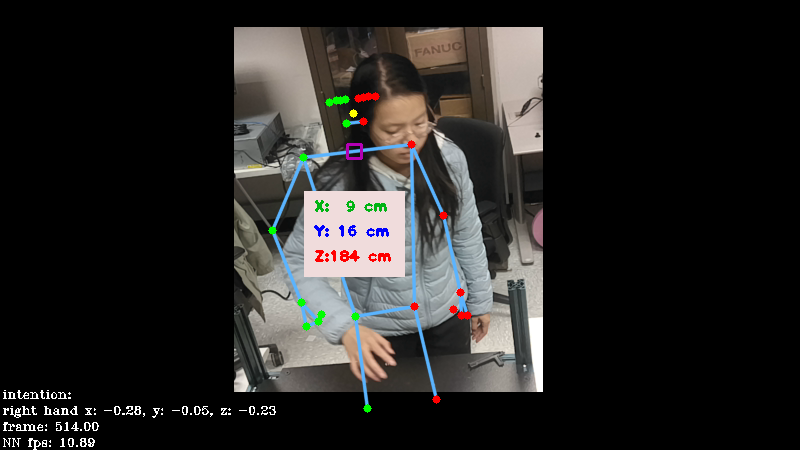 FANUC
X: 9 cm
Y: 16 cm
Z:184 cm
intention:
right hand x: -0.28, y: -0.05, z: -0.23
frame: 514.00
NN fps: 10.89